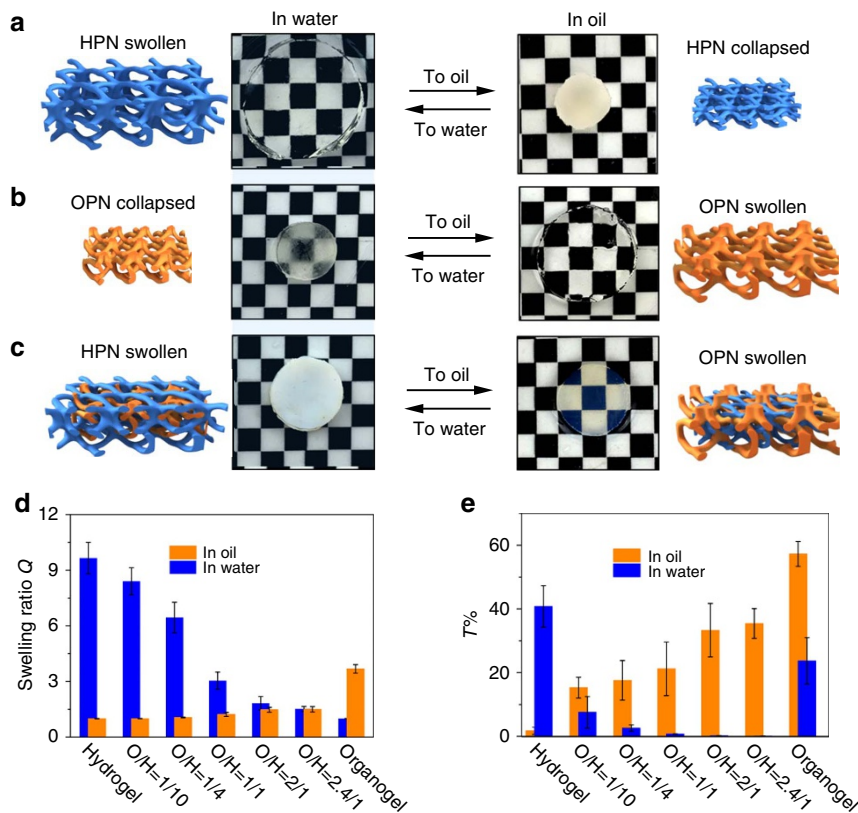 a
In water
In oil
HPN swollen
HPN collapsed
To oil
To water
b
OPN collapsed
OPN swollen
To oil
To water
c
HPN swollen
OPN swollen
To oil
To water
d
12
9
6
3
0
Swelling ratio Q
In oil
In water
Hydrogel
O/H=1/10
O/H=1/4
O/H=1/1
O/H=2/1
O/H=2.4/1
Organogel
e
60
40
20
0
T%
In oil
In water
Hydrogel
O/H=1/10
O/H=1/4
O/H=1/1
O/H=2/1
O/H=2.4/1
Organogel